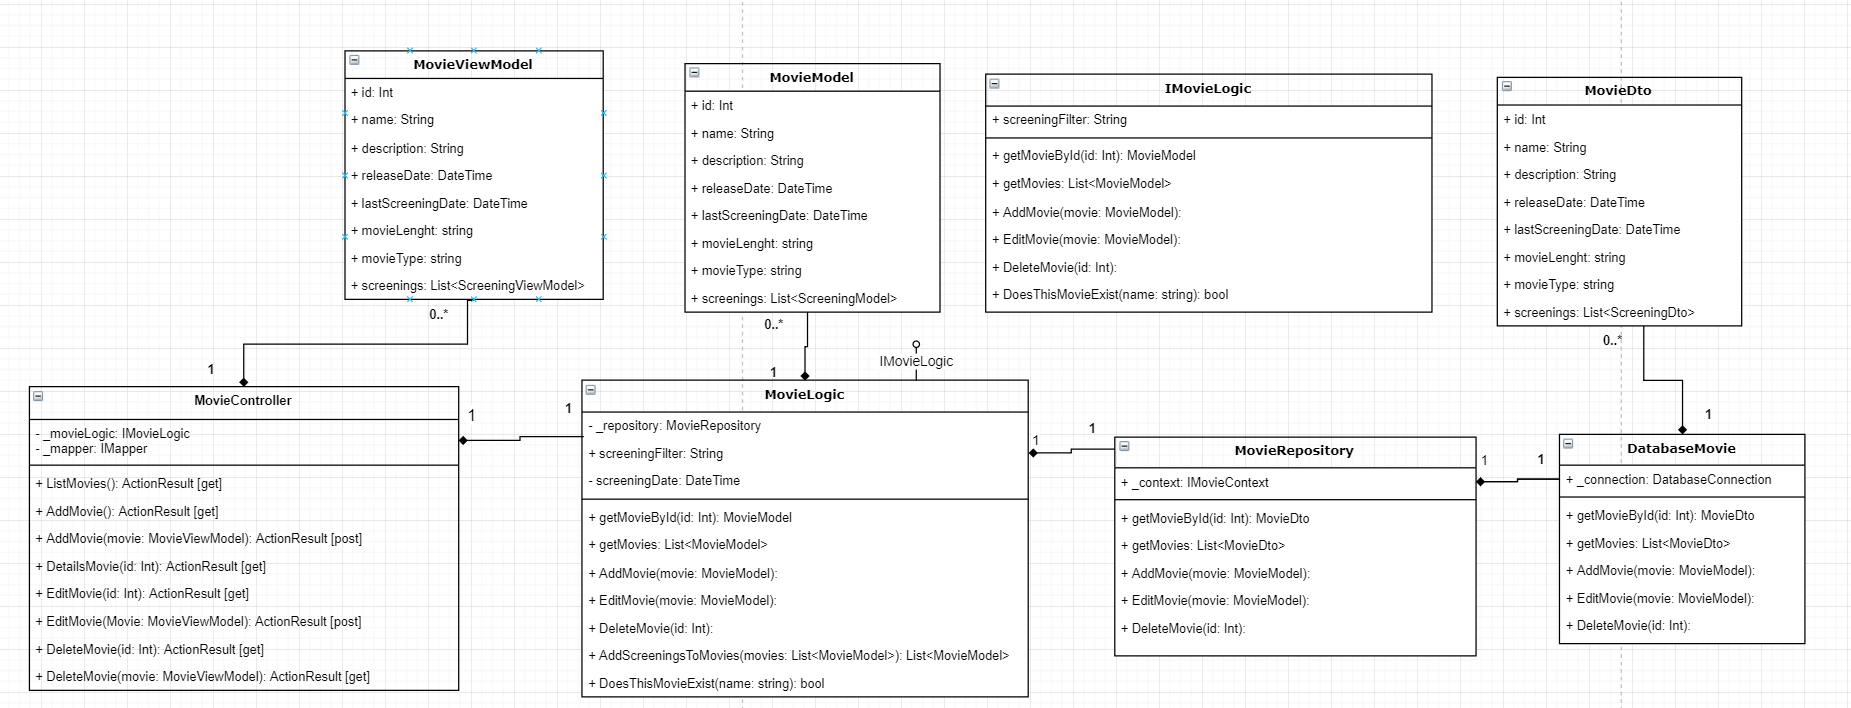 MovieViewModel
+ id: Int
+ name: String
+ description: String
+ releaseDate: DateTime
+ lastScreeningDate: DateTime
+ movieLenght: string
+ movieType: string
+ screenings: List<ScreeningViewModel>
0..*
1
MovieModel
+ id: Int
+ name: String
+ description: String
+ releaseDate: DateTime
+ lastScreeningDate: DateTime
+ movieLenght: string
+ movieType: string
+ screenings: List<ScreeningModel>
0..*
1
IMovieLogic
+ screeningFilter: String
+ getMovieById(id: Int): MovieModel
+ getMovies: List<MovieModel>
+ AddMovie(movie: MovieModel):
+ EditMovie(movie: MovieModel):
+ DeleteMovie(id: Int):
+ DoesThisMovieExist(name: string): bool
MovieDto
+ id: Int
+ name: String
+ description: String
+ releaseDate: DateTime
+ lastScreeningDate: DateTime
+ movieLenght: string
+ movieType: string
+ screenings: List<ScreeningDto>
0..*
1
MovieController
- _movieLogic: IMovieLogic
- _mapper: IMapper
+ ListMovies(): ActionResult [get]
+ AddMovie(): ActionResult [get]
+ AddMovie(movie: MovieViewModel): ActionResult [post]
+ DetailsMovie(id: Int): ActionResult [get]
+ EditMovie(id: Int): ActionResult [get]
+ EditMovie(Movie: MovieViewModel): ActionResult [post]
+ DeleteMovie(id: Int): ActionResult [get]
+ DeleteMovie(movie: MovieViewModel): ActionResult [get]
1
1
IMovieLogic
MovieLogic
- _repository: MovieRepository
+ screeningFilter: String
- screeningDate: DateTime
+ getMovieById(id: Int): MovieModel
+ getMovies: List<MovieModel>
+ AddMovie(movie: MovieModel):
+ EditMovie(movie: MovieModel):
+ DeleteMovie(id: Int):
+ AddScreeningsToMovies(movies: List<MovieModel>): List<MovieModel>
+ DoesThisMovieExist(name: string): bool
1
1
MovieRepository
+ _context: IMovieContext
+ getMovieById(id: Int): MovieDto
+ getMovies: List<MovieDto>
+ AddMovie(movie: MovieModel):
+ EditMovie(movie: MovieModel):
+ DeleteMovie(id: Int):
1
1
DatabaseMovie
+ _connection: DatabaseConnection
+ getMovieById(id: Int): MovieDto
+ getMovies: List<MovieDto>
+ AddMovie(movie: MovieModel):
+ EditMovie(movie: MovieModel):
+ DeleteMovie(id: Int):